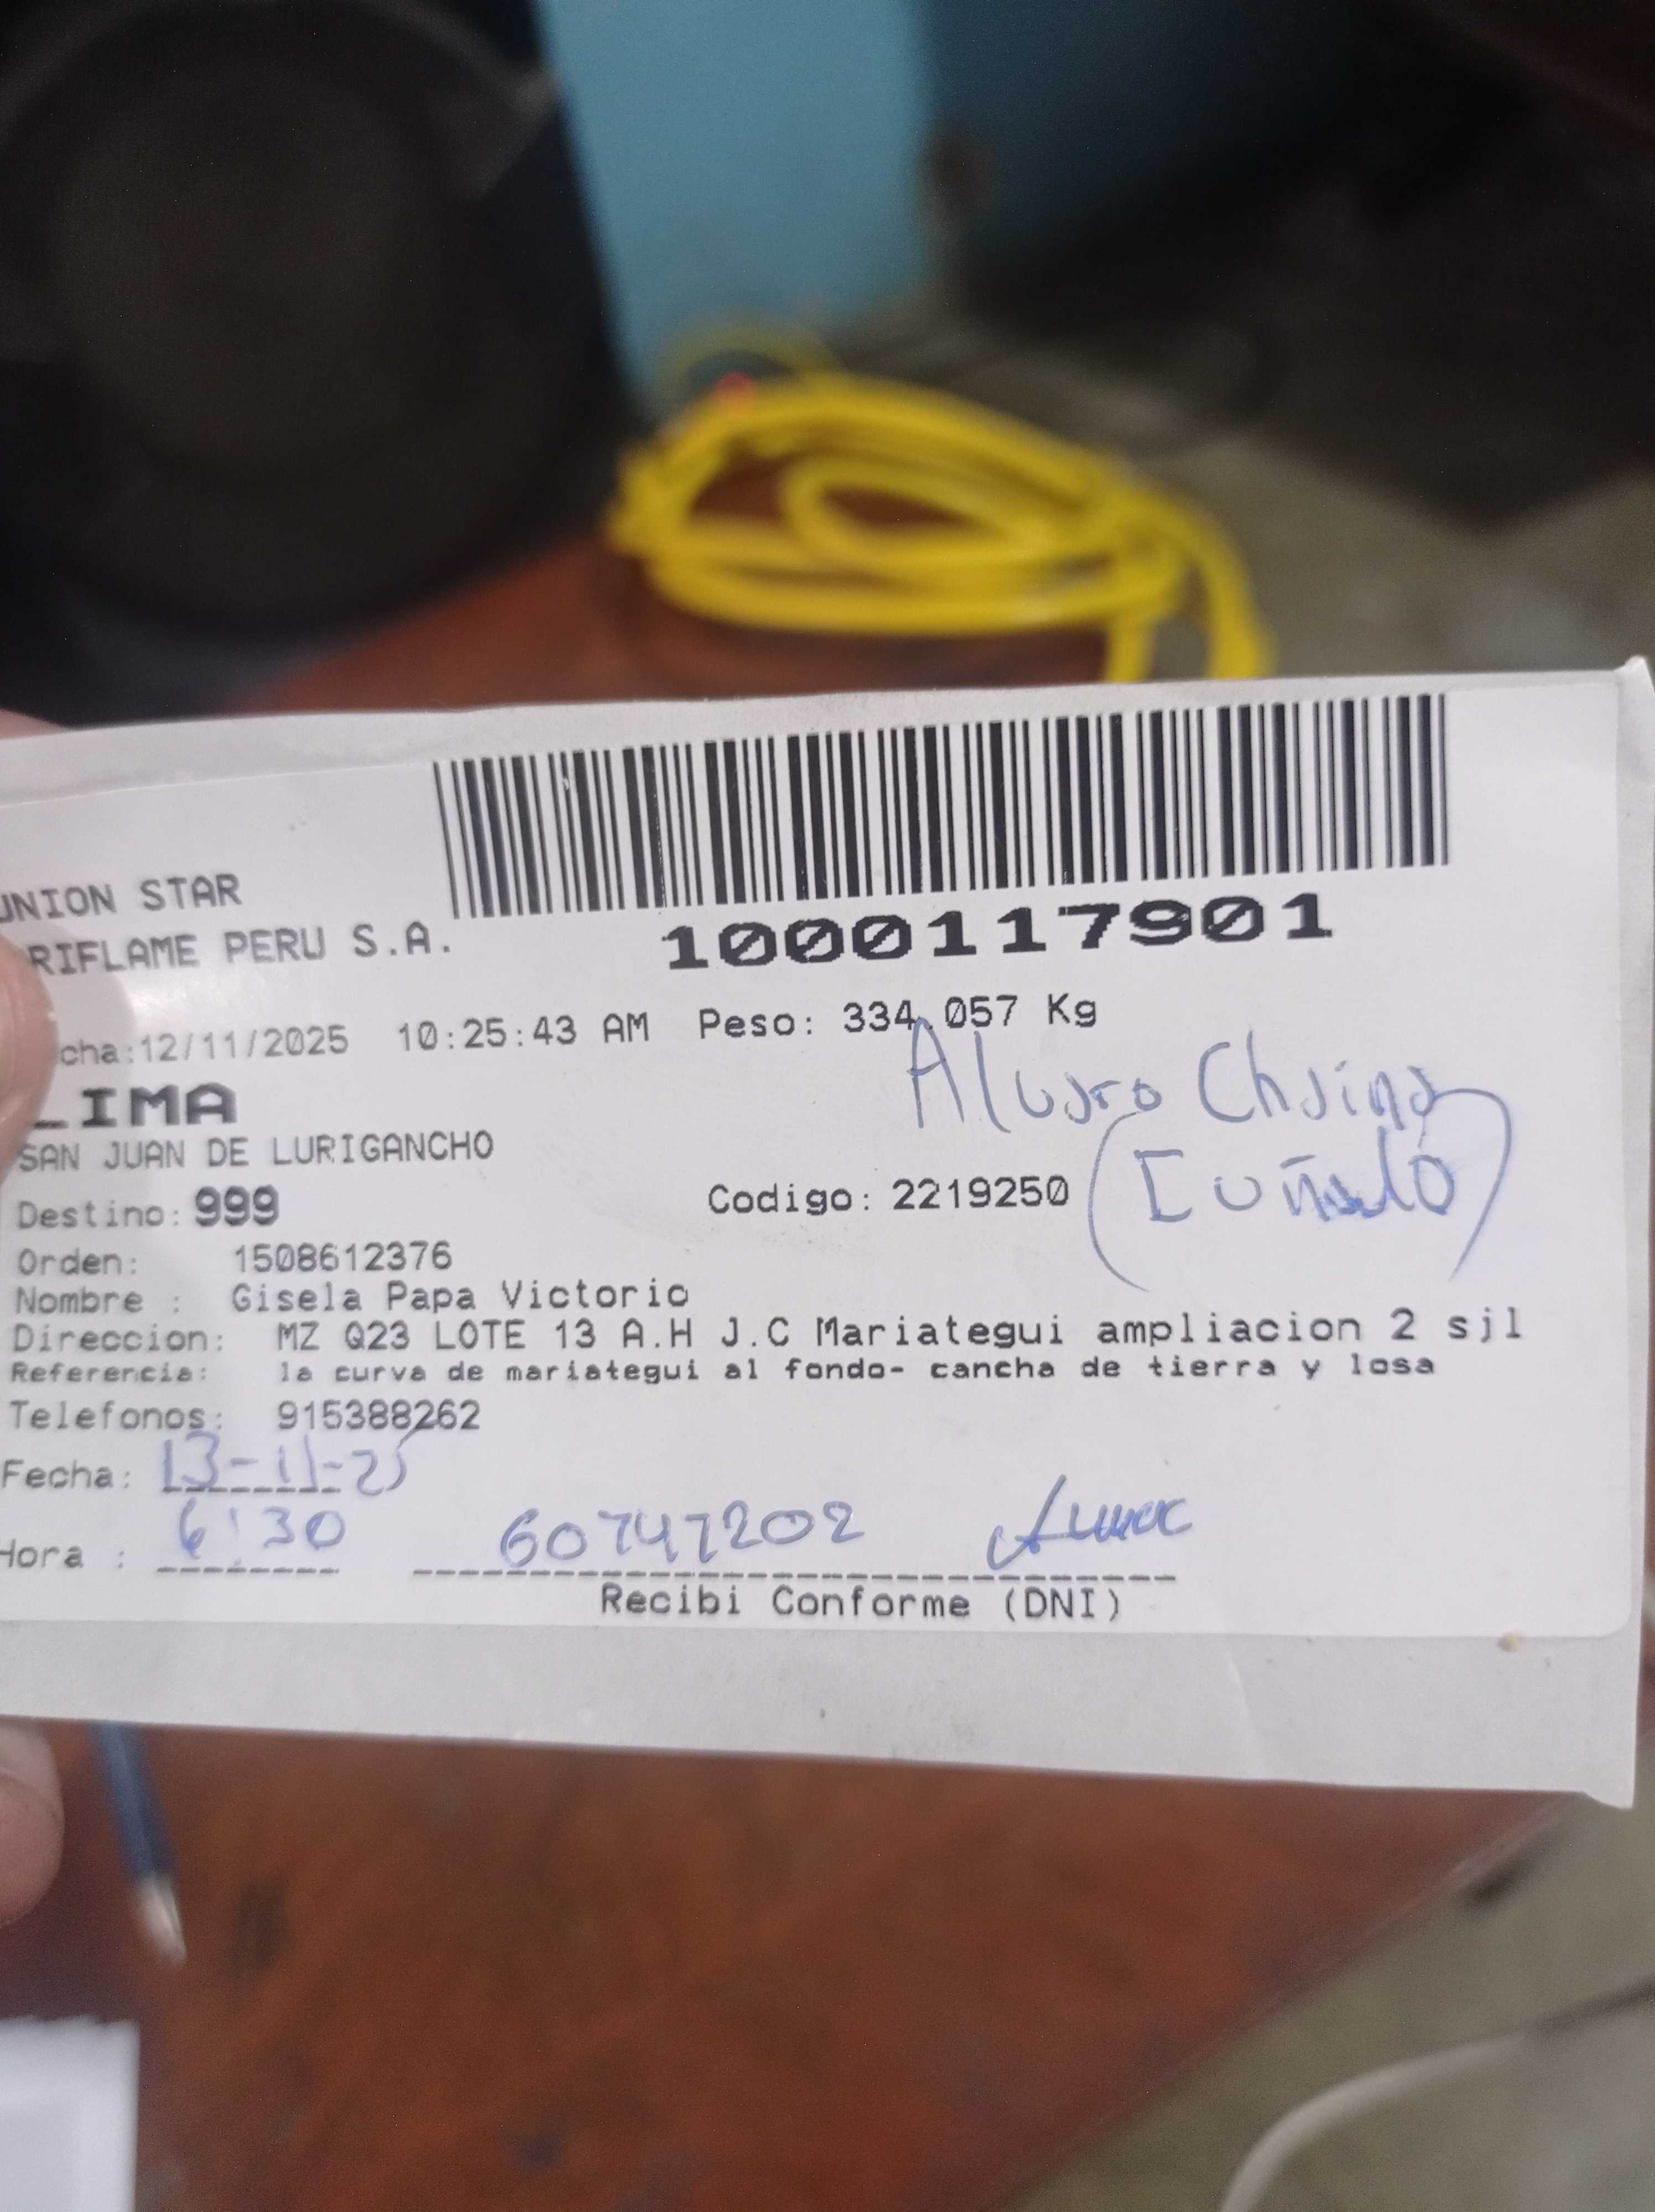 UNION STAR
RIFLAME PERU S.A.
1000117901
cha:12/11/2025 10:25:43 AM Peso: 334.057 Kg
LIMA
Alvaro
SAN JUAN DE LURIGANCHO
(Cuñado)
Destino: 999 Codigo: 2219250
Orden: 1508612376
Nombre : Gisela Papa Victorio
Direccion: MZ Q23 LOTE 13 A.H J.C Mariategui ampliacion 2 sjl
Referencia: la curva de mariategui al fondo- cancha de tierra y losa
Telefonos: 915388262
Fecha: 13-11-25
Hora : 6:30 60747202
Recibi Conforme (DNI)